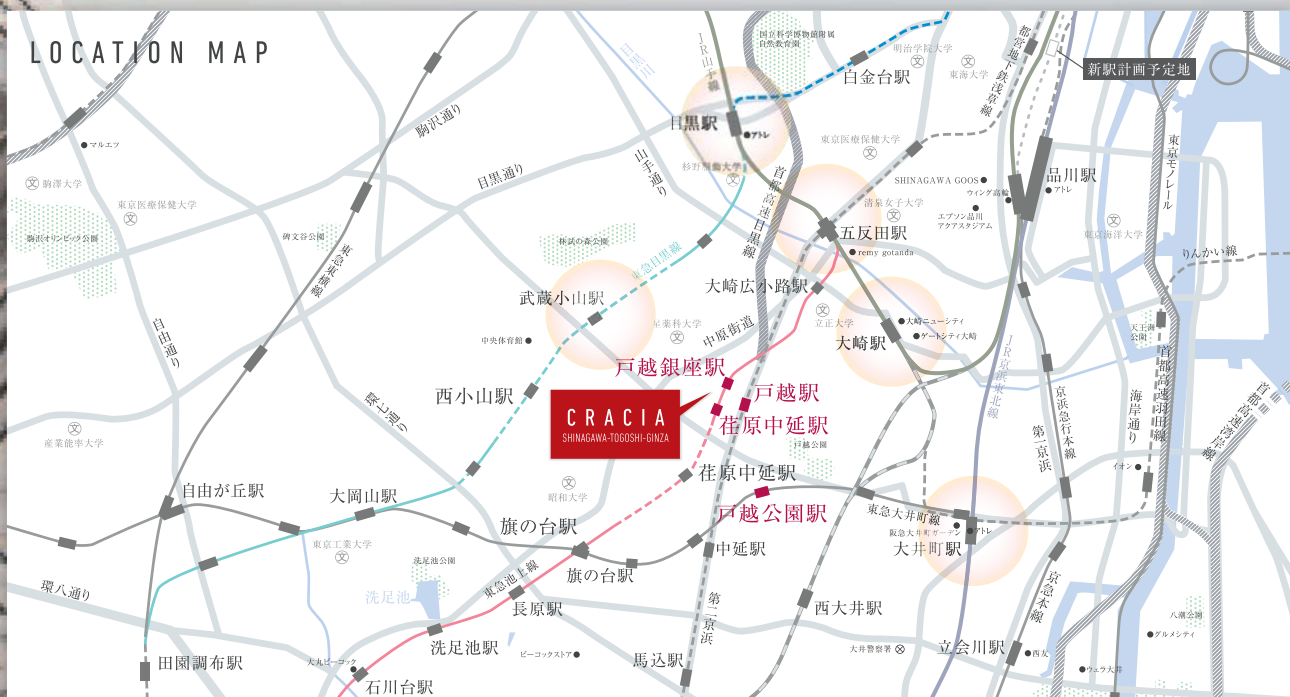 LOCATION MAP
マルエツ
駒澤大学
東京医療保健大学
駒沢オリンピック公園
碑文谷公園
駒沢通り
目黒通り
山手通り
東急東横線
自由通り
環七通り
産業能率大学
自由が丘駅
大岡山駅
東京工業大学
環八通り
田園調布駅
大丸ピーコック
石川台駅
洗足池
洗足池公園
洗足池駅
東急池上線
長原駅
ピーコックストア
馬込駅
旗の台駅
旗の台駅
昭和大学
西小山駅
中央体育館
武蔵小山駅
林試の森公園
東急目黒線
星薬科大学
中原街道
戸越銀座駅
CRACIA
SHINAGAWA-TOGOSHI-GINZA
戸越駅
荏原中延駅
戸越公園
荏原中延駅
戸越公園駅
中延駅
第二京浜
西大井駅
大井警察署
目黒川
JR山手線
国立科学博物館附属
自然教育園
目黒駅
アトレ
杉野服飾大学
首都高速目黒線
白金台駅
明治学院大学
東海大学
都営地下鉄浅草線
新駅計画予定地
東京医療保健大学
清泉女子大学
五反田駅
remy gotanda
大崎広小路駅
立正大学
大崎駅
大崎ニューシティ
ゲートシティ大崎
SHINAGAWA GOOS
ウィング高輪
エプソン品川
アクアスタジアム
品川駅
アトレ
東京海洋大学
東京モノレール
りんかい線
天王洲
公園
首都高速羽田線
首都高速湾岸線
海岸通り
JR京浜東北線
京浜急行本線
第一京浜
イオン
東急大井町線
阪急大井町ガーデン
アトレ
大井町駅
京急本線
立会川駅
西友
ウェラ大井
グルメシティ
八潮公園